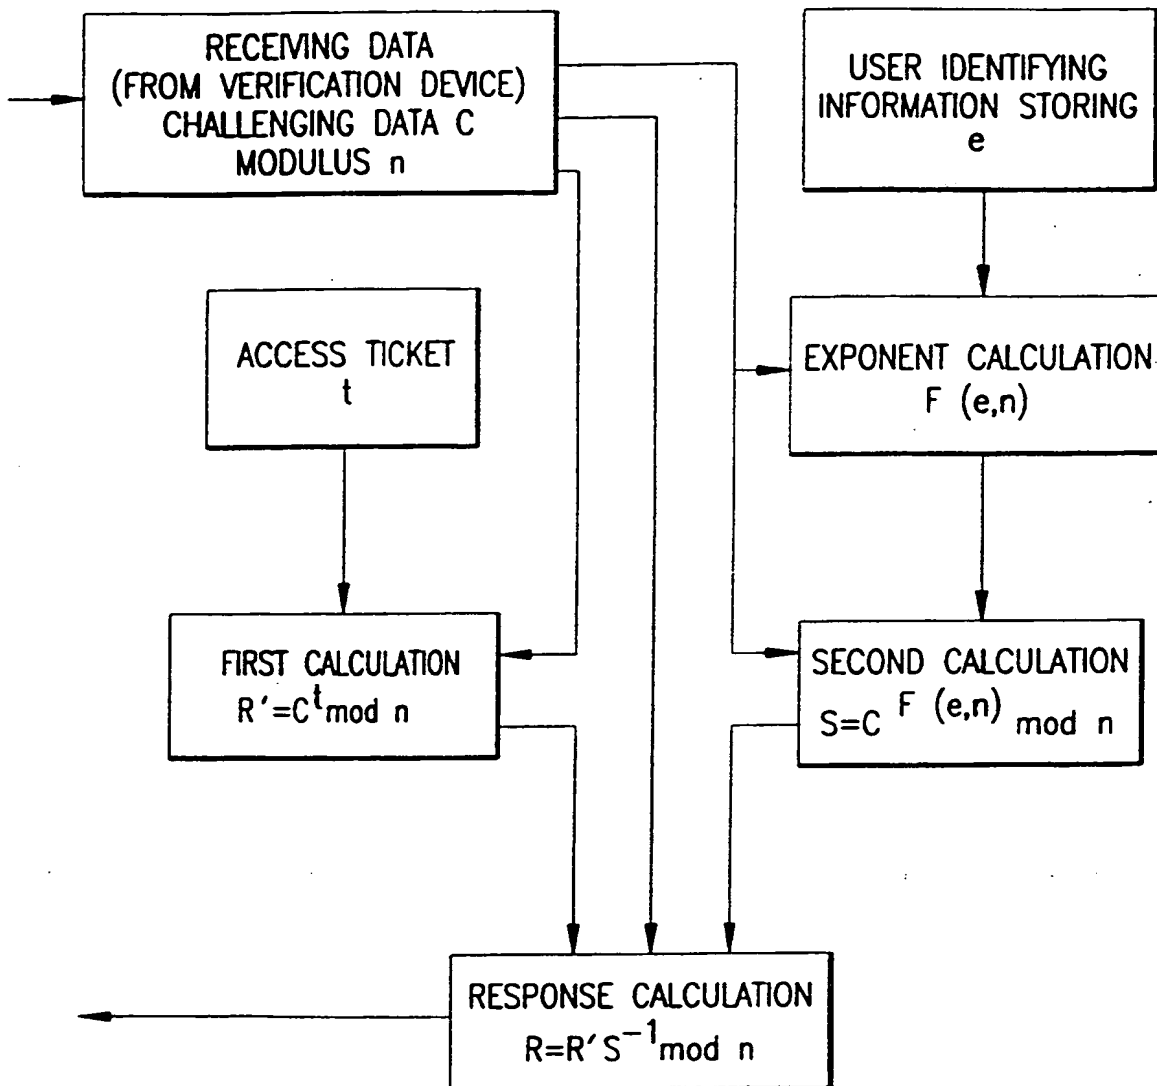 RECEIVING DATA
(FROM VERIFICATION DEVICE)
CHALLENGING DATA C
MODULUS n
USER IDENTIFYING
INFORMATION STORING
e
ACCESS TICKET
t
EXPONENT CALCULATION
F (e,n)
FIRST CALCULATION
R'=C^t mod n
SECOND CALCULATION
S=C^F (e,n) mod n
RESPONSE CALCULATION
R=R'S^-1 mod n